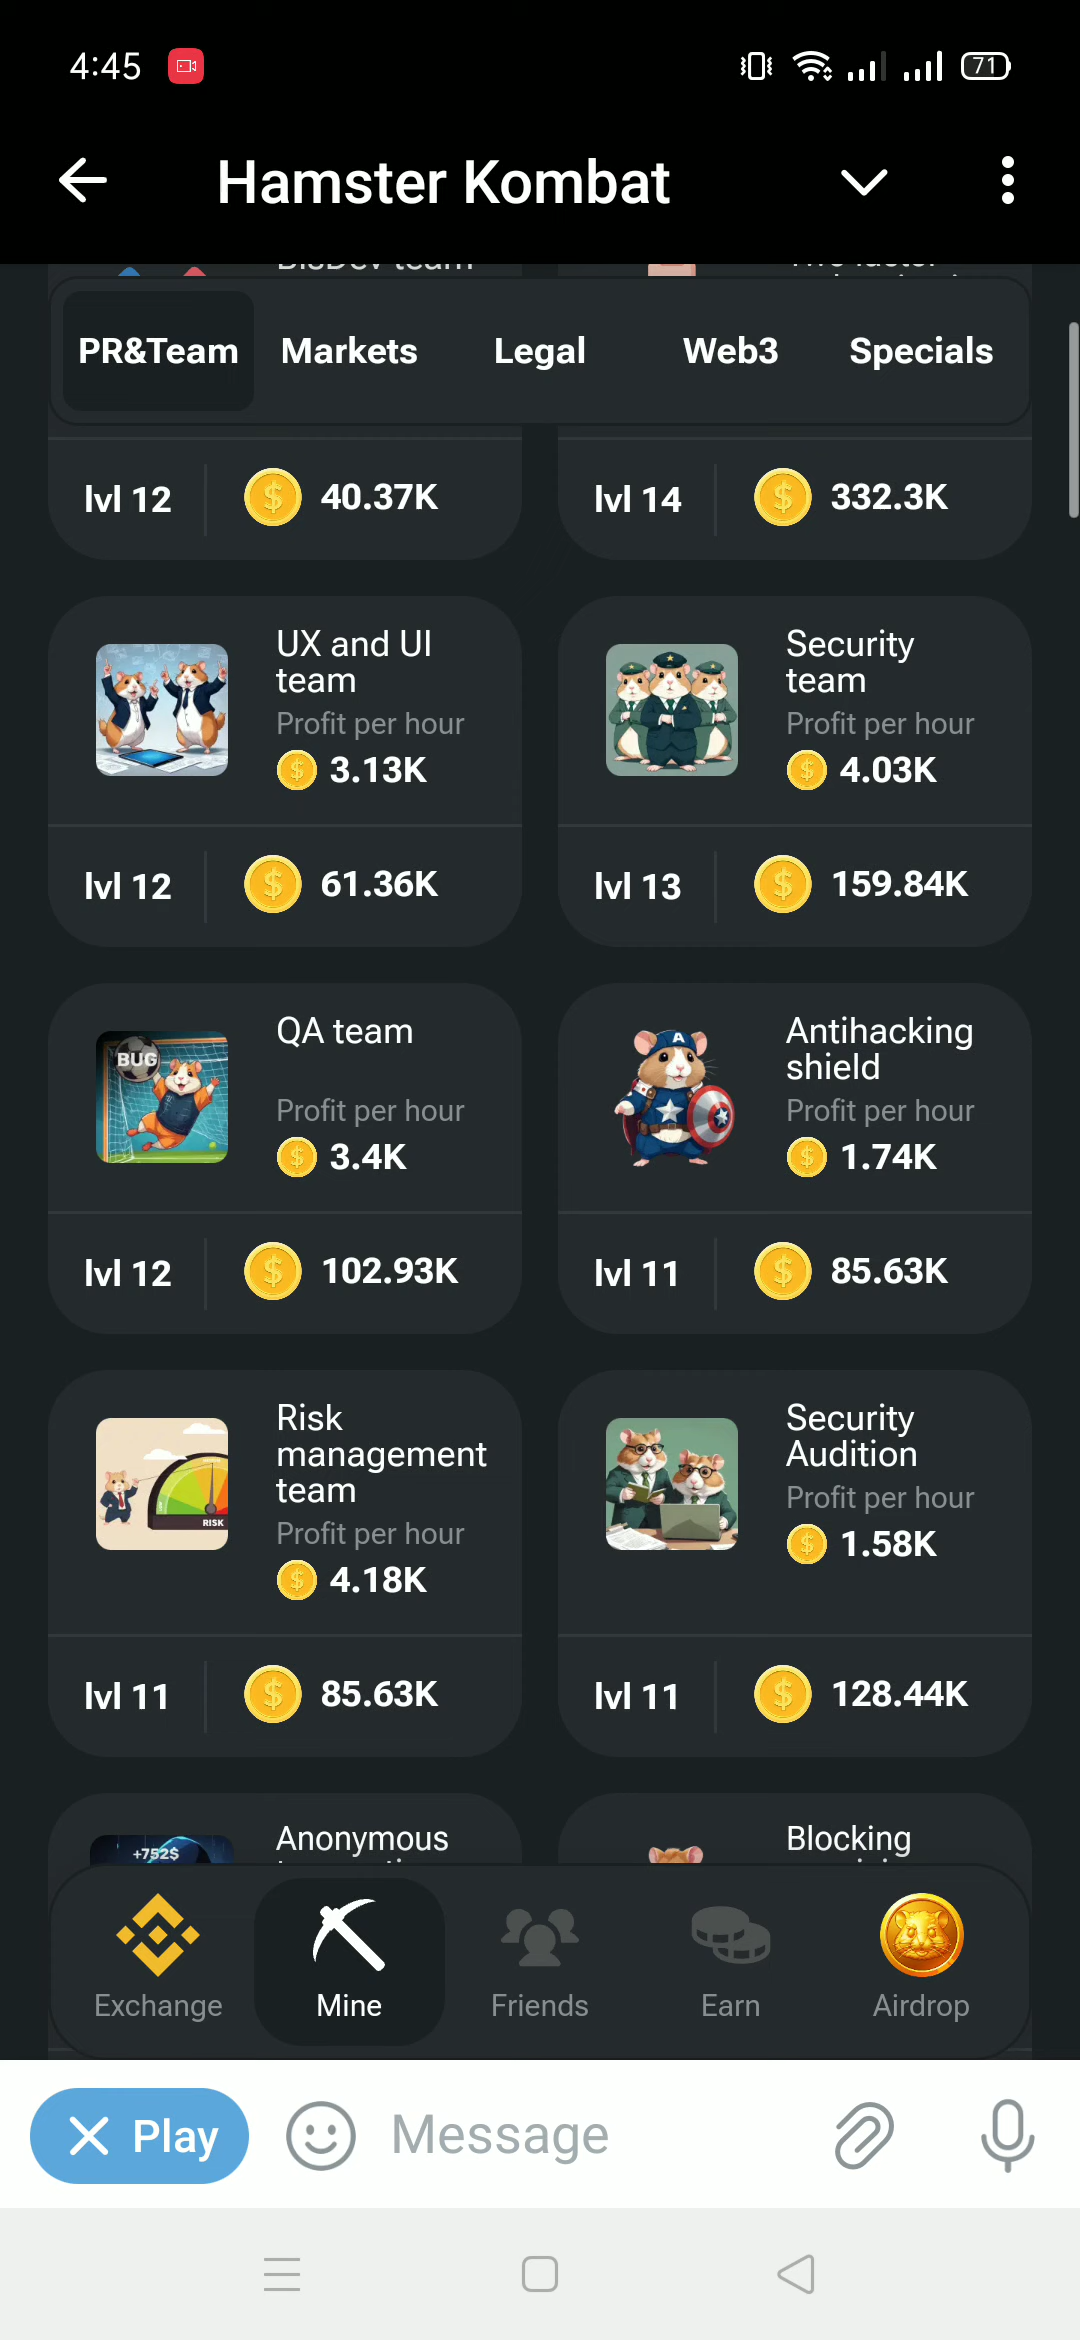 4:45
71
Hamster Kombat
BisDev team
PR&Team
Markets
Legal
Web3
Specials
lvl 12
40.37K
lvl 14
332.3K
UX and UI
team
Profit per hour
3.13K
lvl 12
61.36K
Security
team
Profit per hour
4.03K
lvl 13
159.84K
QA team
BUG
Profit per hour
3.4K
lvl 12
102.93K
Antihacking
shield
A
Profit per hour
1.74K
lvl 11
85.63K
Risk
management
team
RISK
Profit per hour
4.18K
lvl 11
85.63K
Security
Audition
Profit per hour
1.58K
lvl 11
128.44K
Anonymous
+752$
Blocking
Exchange
Mine
Friends
Earn
Airdrop
Play
Message